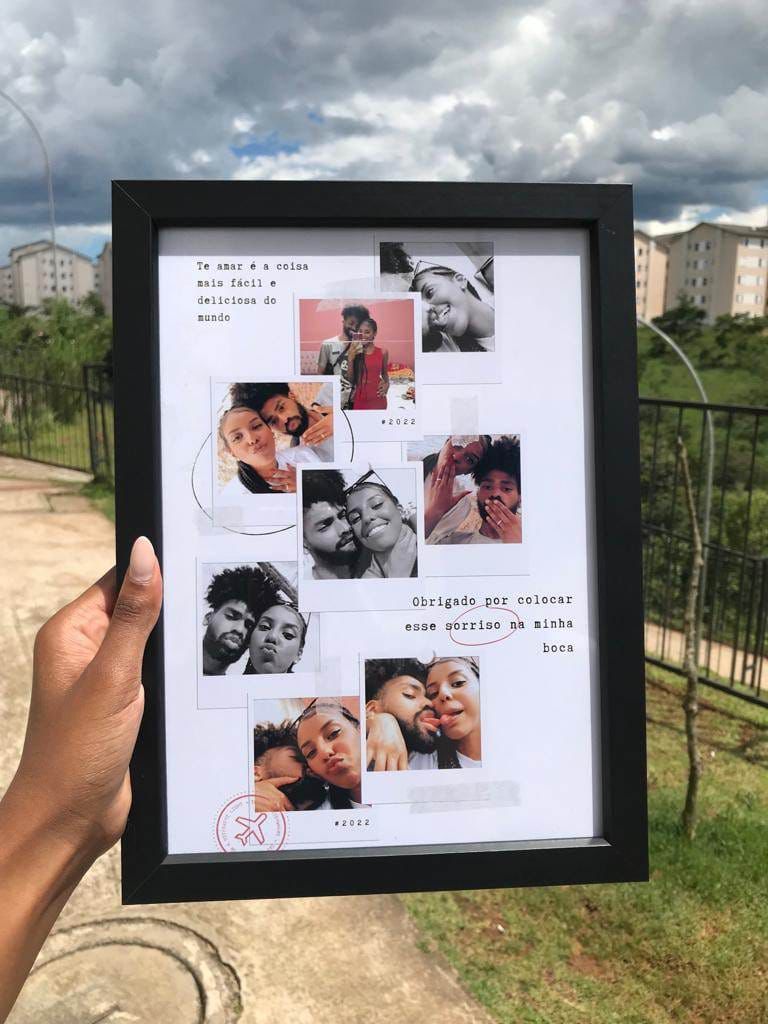 Te amar é a coisa
mais fácil e
deliciosa do
mundo
#2022
Obrigado por colocar
esse sorriso na minha
boca
#2022